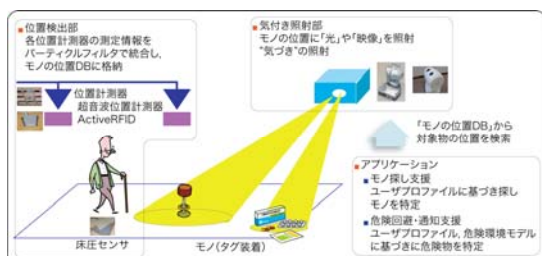 位置検出部
各位置計測器の測定情報を
パーティクルフィルタで統合し,
モノの位置DBに格納
位置計測器
超音波位置計測器
ActiveRFID
床圧センサ
モノ(タグ装着)
気付き照射部
モノの位置に「光」や「映像」を照射
“気づき”の照射
「モノの位置DB」から
対象物の位置を検索
アプリケーション
モノ探し支援
ユーザプロファイルに基づき探し
モノを特定
危険回避・通知支援
ユーザプロファイル, 危険環境モデル
に基づきに危険物を特定